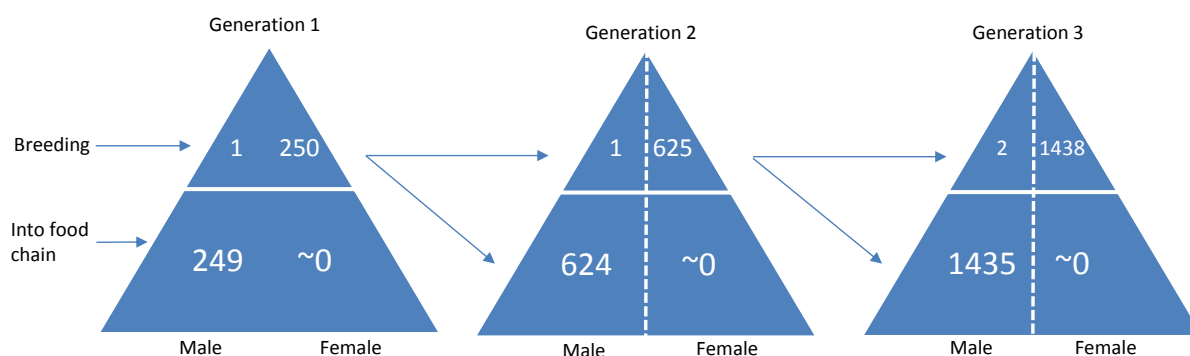 Generation 1
Generation 2
Generation 3
Breeding
1 250
1 625
2 1438
Into food
chain
249 ~0
624 ~0
1435 ~0
Male Female
Male Female
Male Female